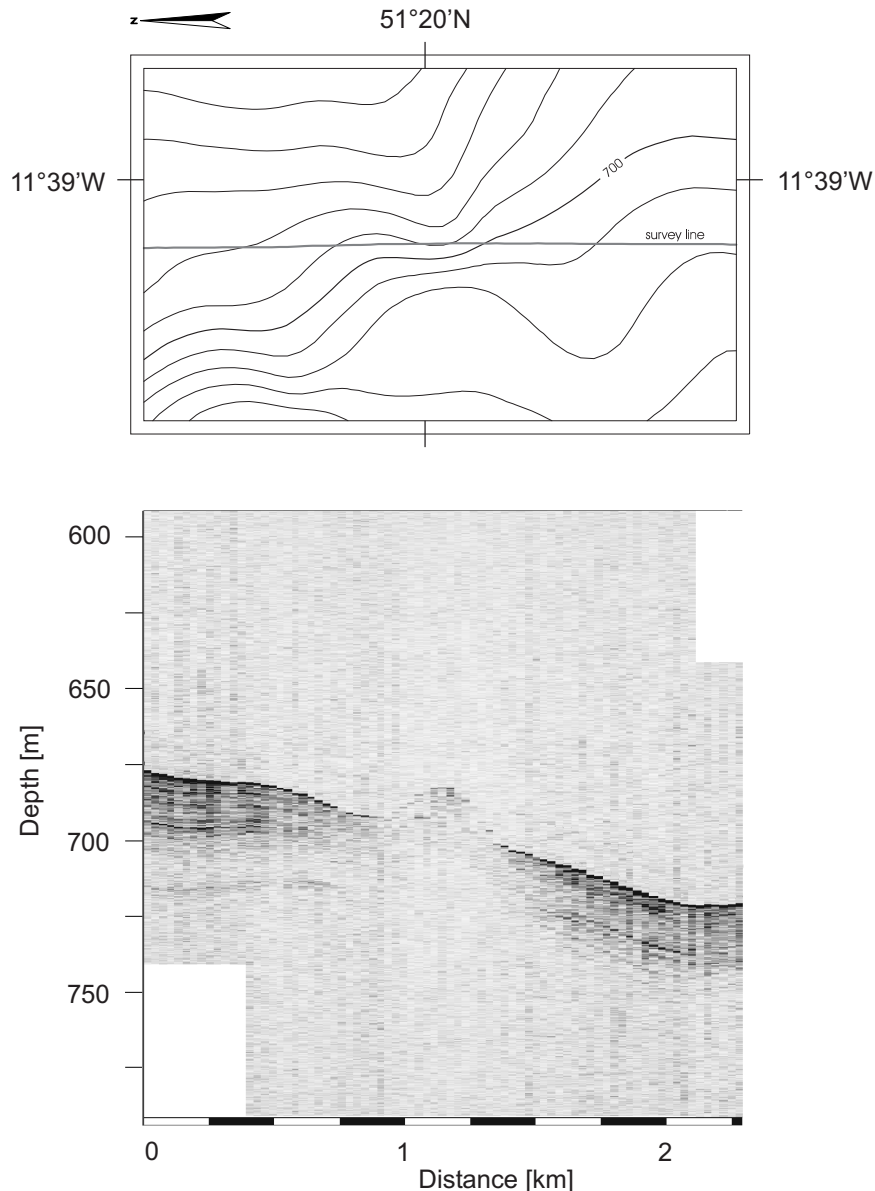 z
51°20'N
11°39'W
11°39'W
700
survey line
600
650
700
750
Depth [m]
0
1
2
Distance [km]